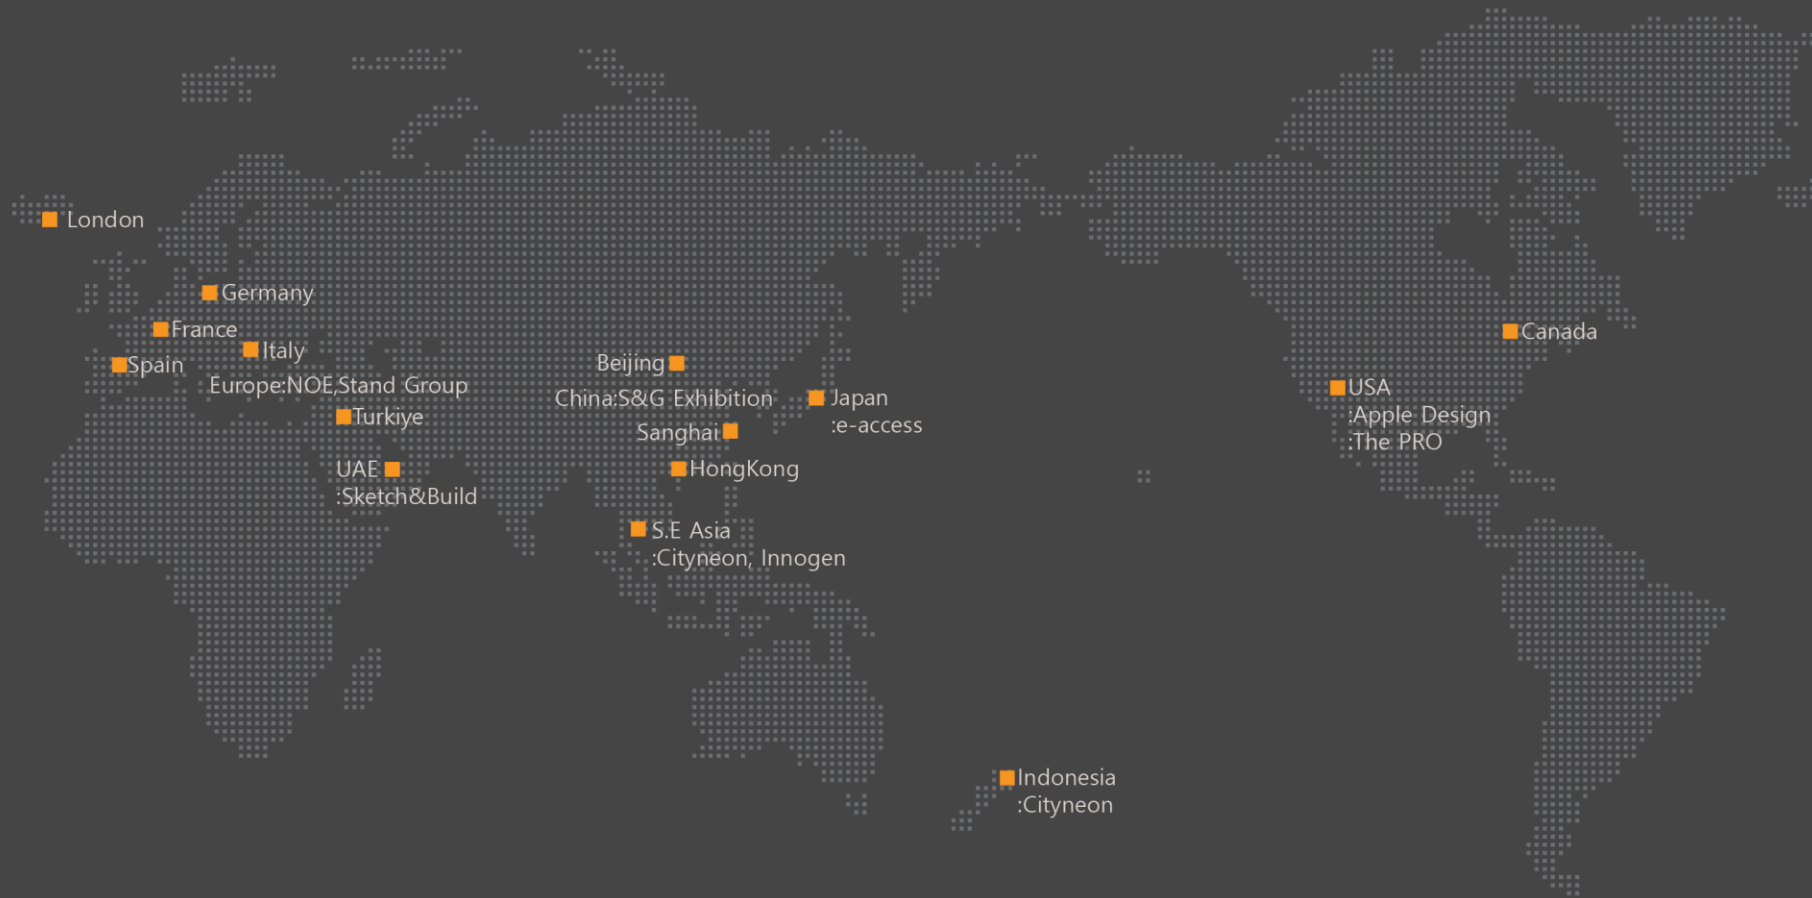 London
Germany
France
Italy
Spain
Europe:NOE,Stand Group
Turkiye
UAE
:Sketch&Build
Beijing
China:S&G Exhibition
Sanghai
HongKong
Japan
:e-access
S.E Asia
:Cityneon, Innogen
Indonesia
:Cityneon
Canada
USA
:Apple Design
:The PRO